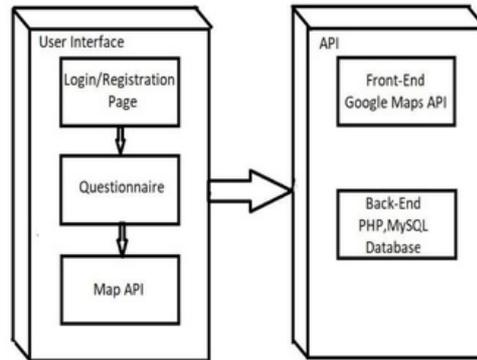 User Interface
Login/Registration
Page
Questionnaire
Map API
API
Front-End
Google Maps API
Back-End
PHP,MySQL
Database